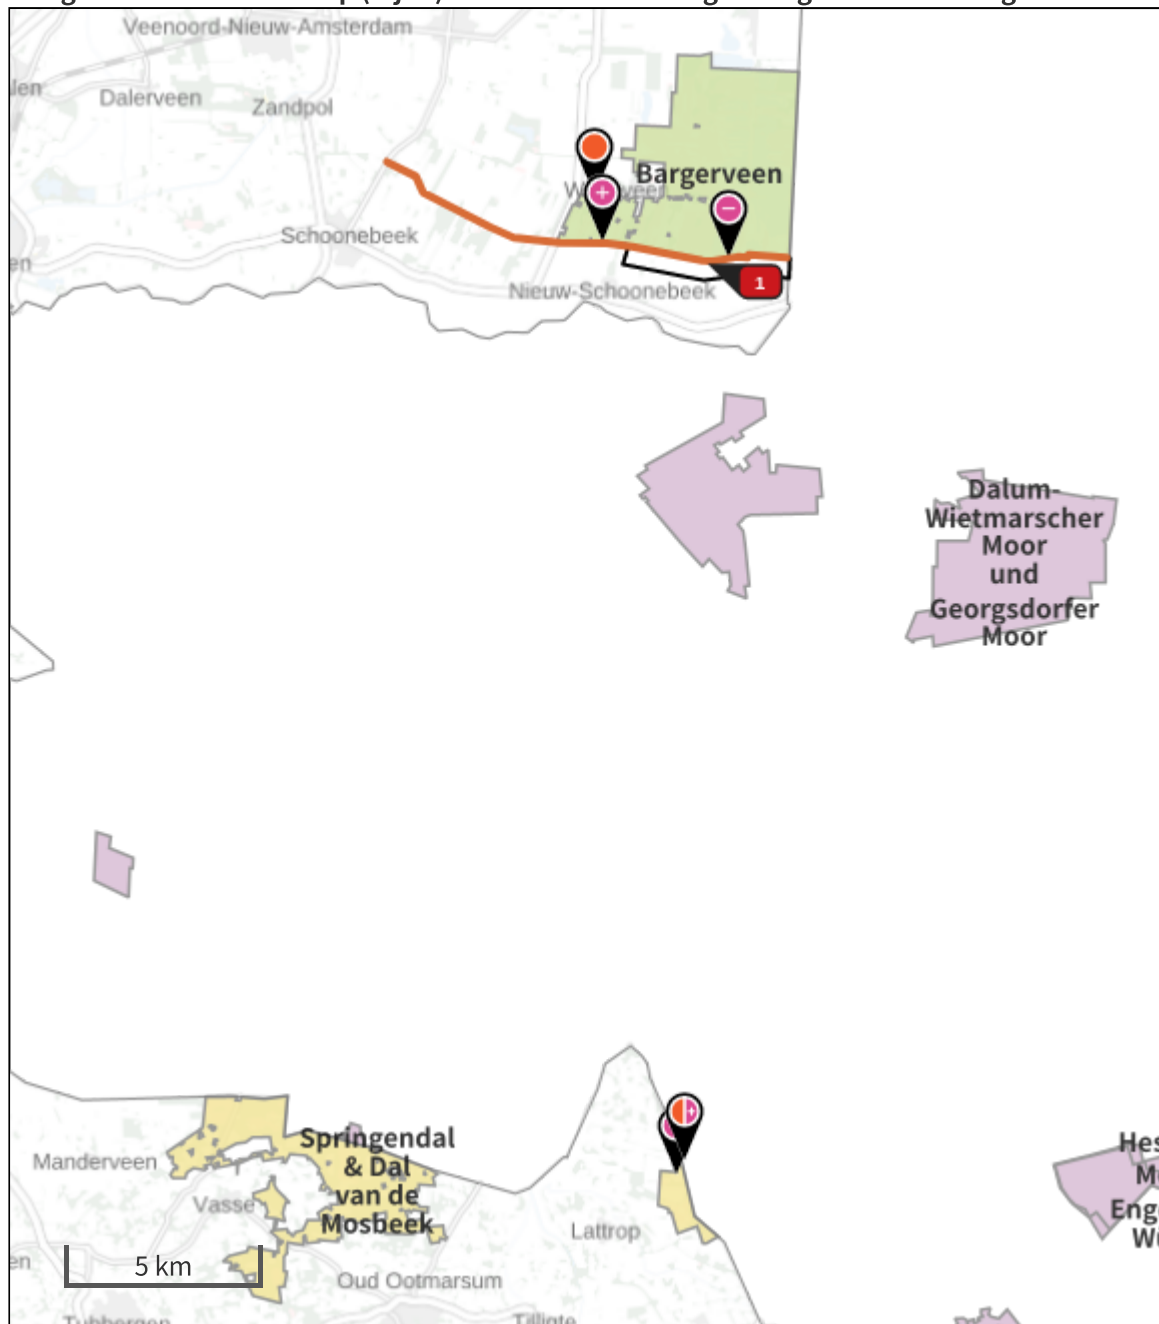 Veenoord-Nieuw-Amsterdam
Dalerveen
Zandpol
Bargerveen
+
−
Schoonebeek
1
Nieuw-Schoonebeek
Dalum-
Wietmarscher
Moor
und
Georgsdorfer
Moor
+
Springendal
& Dal
van de
Mosbeek
Manderveen
Vasse
Lattrop
5 km
Oud Ootmarsum